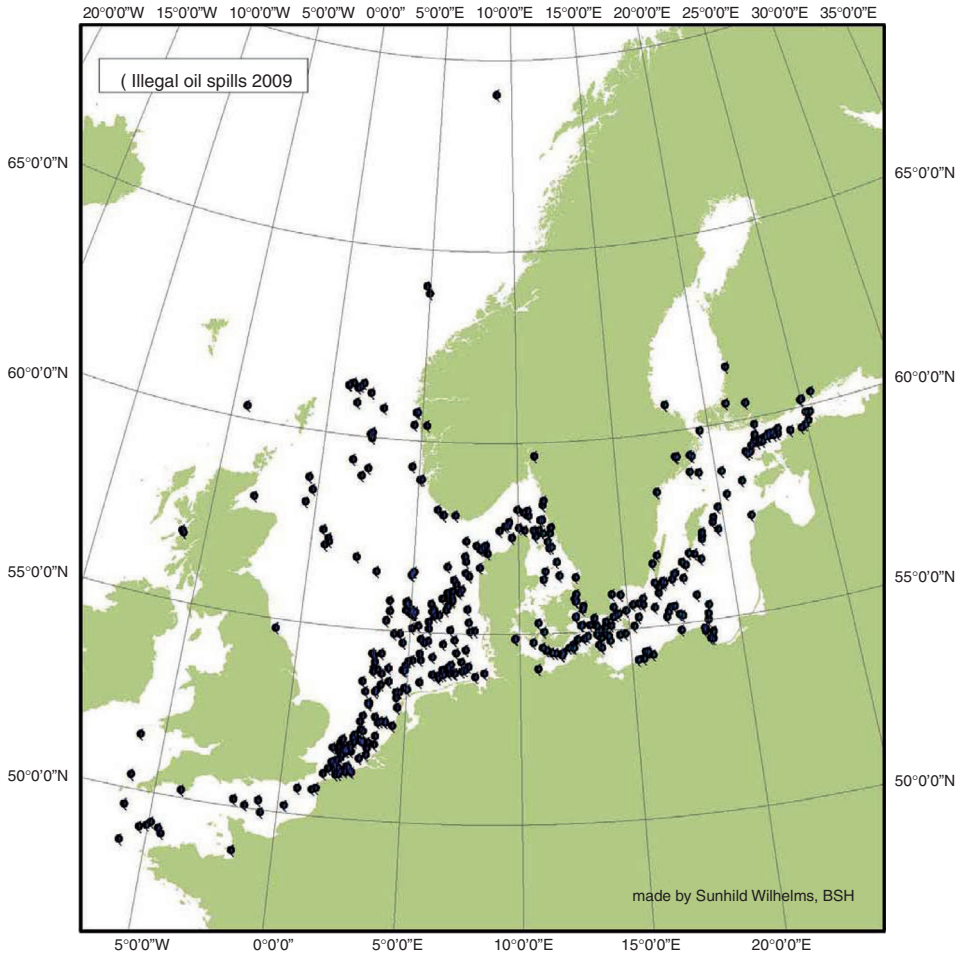 20°0'0"W 15°0'0"W 10°0'0"W 5°0'0"W 0°0'0" 5°0'0"E 10°0'0"E 15°0'0"E 20°0'0"E 25°0'0"E 30°0'0"E 35°0'0"E
( Illegal oil spills 2009
65°0'0"N
65°0'0"N
60°0'0"N
60°0'0"N
55°0'0"N
55°0'0"N
50°0'0"N
50°0'0"N
made by Sunhild Wilhelms, BSH
5°0'0"W 0°0'0" 5°0'0"E 10°0'0"E 15°0'0"E 20°0'0"E